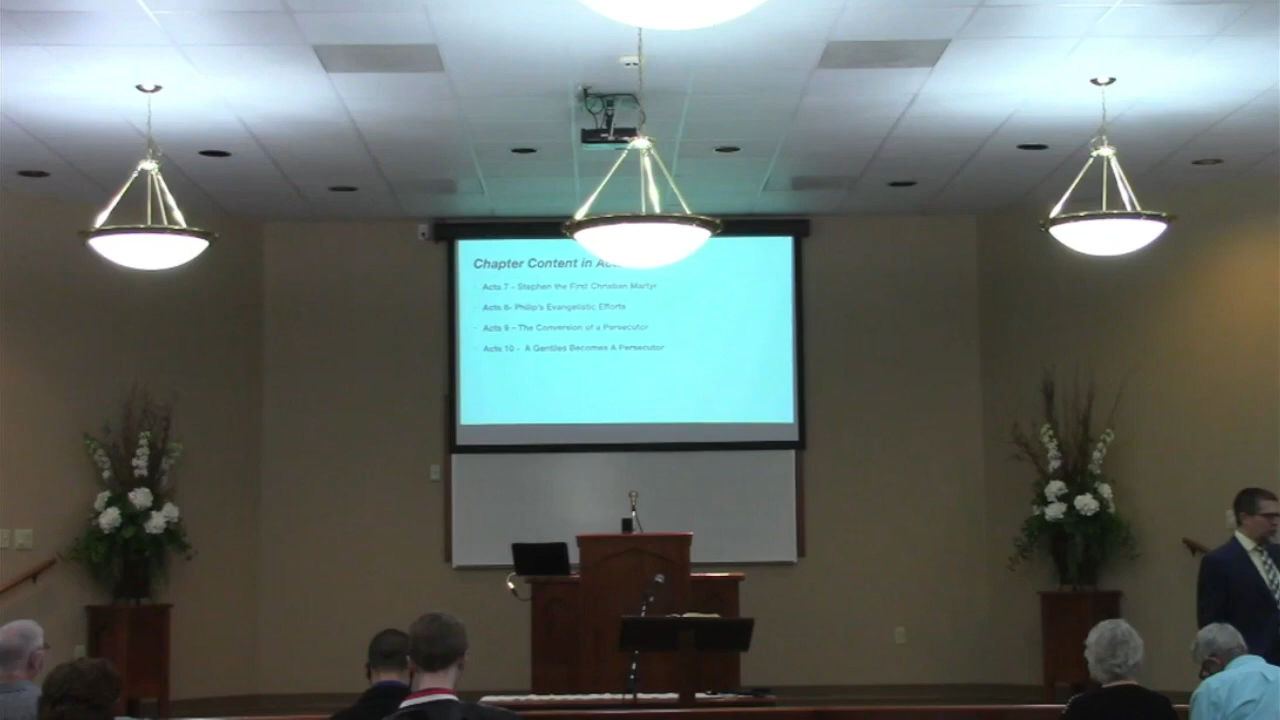 Chapter Content in Ac
Acts 7 - Stephen the First Christian Martyr
Acts 8- Philip's Evangelistic Efforts
Acts 9 – The Conversion of a Persecutor
Acts 10 - A Gentiles Becomes A Persecutor